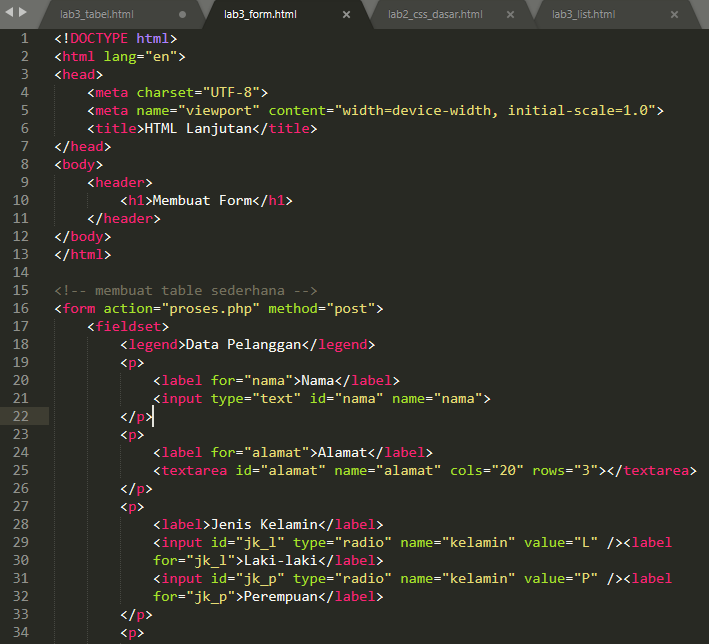 lab3_tabel.html
lab3_form.html
lab2_css_dasar.html
lab3_list.html
1 <!DOCTYPE html>
2 <html lang="en">
3 <head>
4 <meta charset="UTF-8">
5 <meta name="viewport" content="width=device-width, initial-scale=1.0">
6 <title>HTML Lanjutan</title>
7 </head>
8 <body>
9 <header>
10 <h1>Membuat Form</h1>
11 </header>
12 </body>
13 </html>
14
15 <!-- membuat table sederhana -->
16 <form action="proses.php" method="post">
17 <fieldset>
18 <legend>Data Pelanggan</legend>
19 <p>
20 <label for="nama">Nama</label>
21 <input type="text" id="nama" name="nama">
22 </p>
23 <p>
24 <label for="alamat">Alamat</label>
25 <textarea id="alamat" name="alamat" cols="20" rows="3"></textarea>
26 </p>
27 <p>
28 <label>Jenis Kelamin</label>
29 <input id="jk_l" type="radio" name="kelamin" value="L" /><label
30 for="jk_l">Laki-laki</label>
31 <input id="jk_p" type="radio" name="kelamin" value="P" /><label
32 for="jk_p">Perempuan</label>
33 </p>
34 <p>